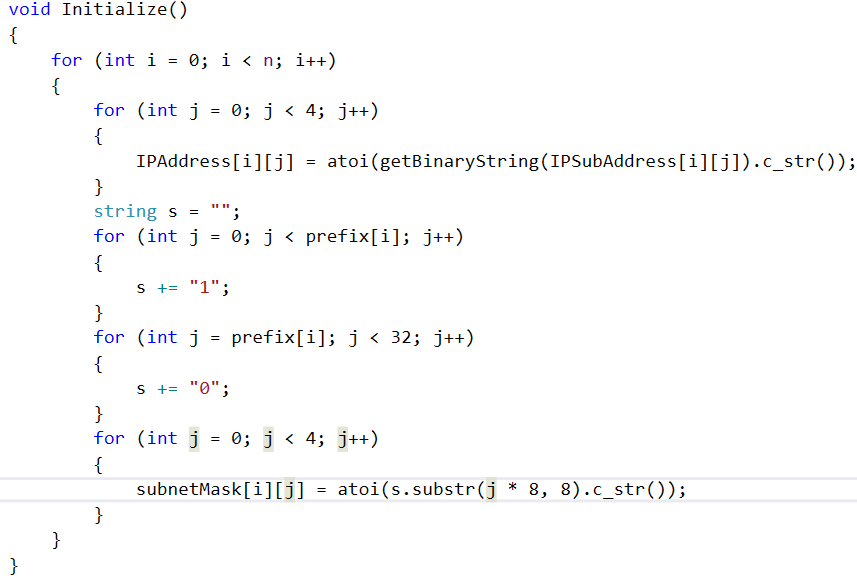 void Initialize()
{
    for (int i = 0; i < n; i++)
    {
        for (int j = 0; j < 4; j++)
        {
            IPAddress[i][j] = atoi(getBinaryString(IPSubAddress[i][j]).c_str());
        }
        string s = "";
        for (int j = 0; j < prefix[i]; j++)
        {
            s += "1";
        }
        for (int j = prefix[i]; j < 32; j++)
        {
            s += "0";
        }
        for (int j = 0; j < 4; j++)
        {
            subnetMask[i][j] = atoi(s.substr(j * 8, 8).c_str());
        }
    }
}